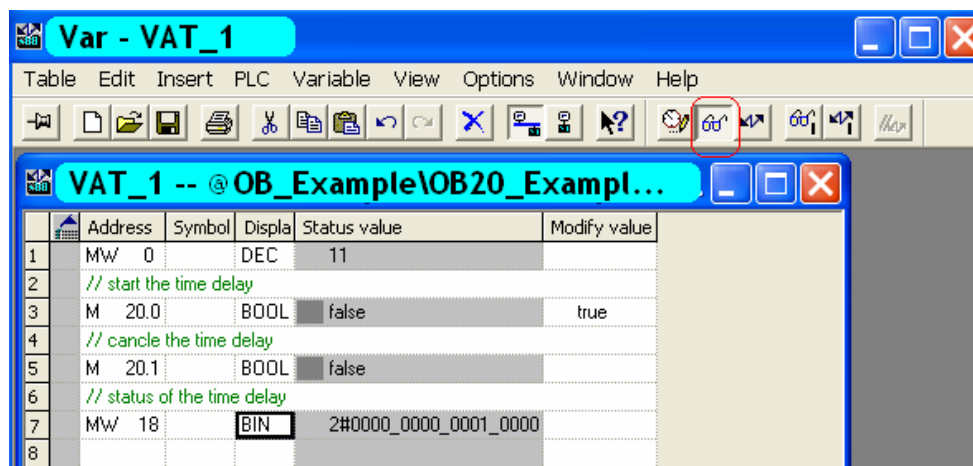 Var - VAT_1
Table Edit Insert PLC Variable View Options Window Help
VAT_1 -- @OB_Example\OB20_Exampl...
Address Symbol Displa Status value Modify value
1 MW 0 DEC 11
2 // start the time delay
3 M 20.0 BOOL false true
4 // cancle the time delay
5 M 20.1 BOOL false
6 // status of the time delay
7 MW 18 BIN 2#0000_0000_0001_0000
8